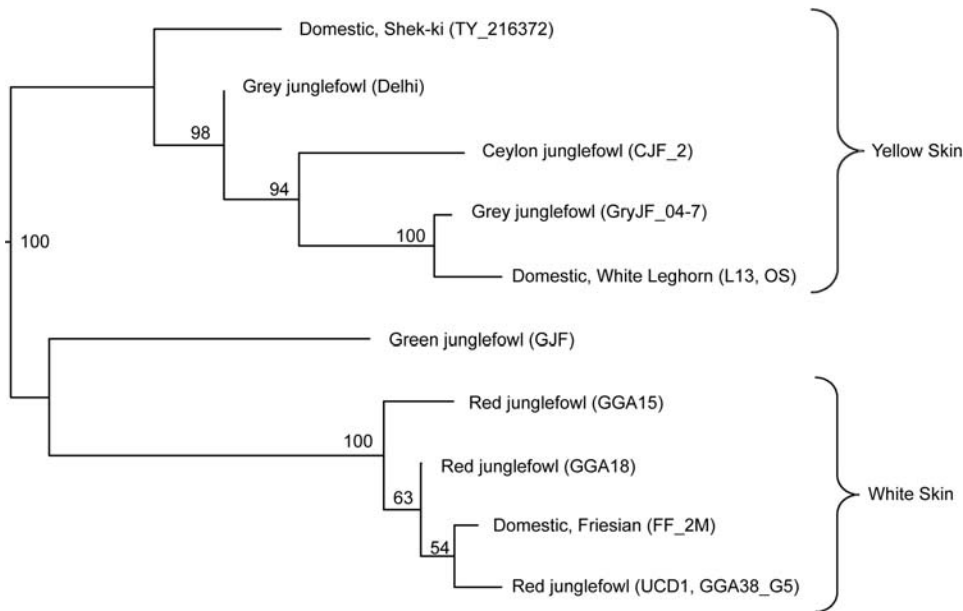 Domestic, Shek-ki (TY_216372)
Grey junglefowl (Delhi)
98
Ceylon junglefowl (CJF_2)
Yellow Skin
94
Grey junglefowl (GryJF_04-7)
100
100
Domestic, White Leghorn (L13, OS)
Green junglefowl (GJF)
Red junglefowl (GGA15)
100
Red junglefowl (GGA18)
63
White Skin
Domestic, Friesian (FF_2M)
54
Red junglefowl (UCD1, GGA38_G5)